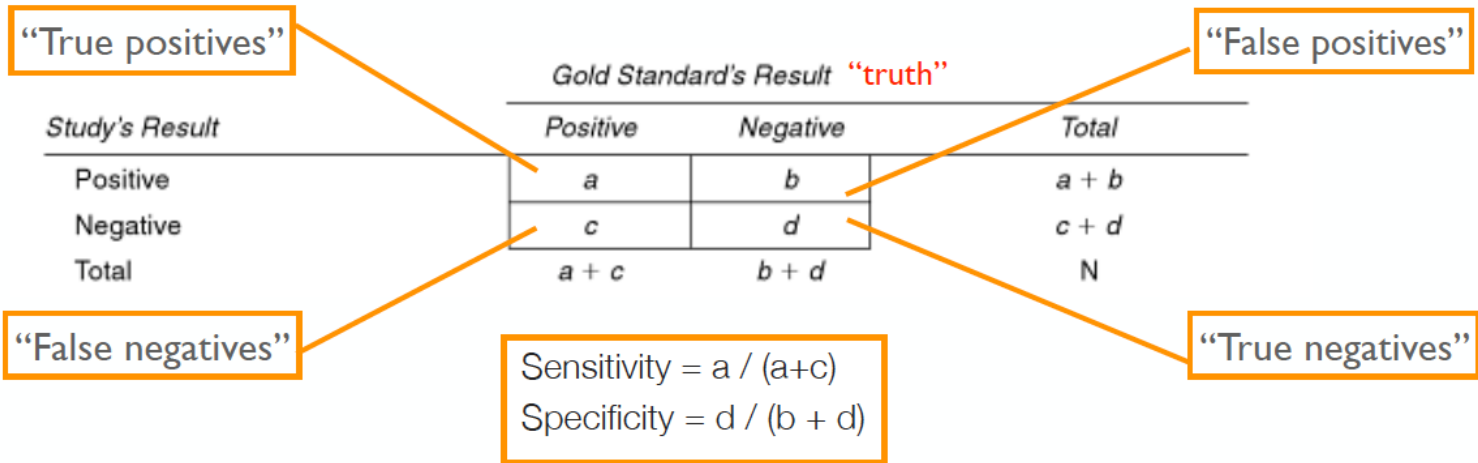 “True positives”
“False positives”
Gold Standard's Result “truth”
Study's Result Positive Negative Total
Positive a b a + b
Negative c d c + d
Total a + c b + d N
“False negatives”
“True negatives”
Sensitivity = a / (a+c)
Specificity = d / (b + d)